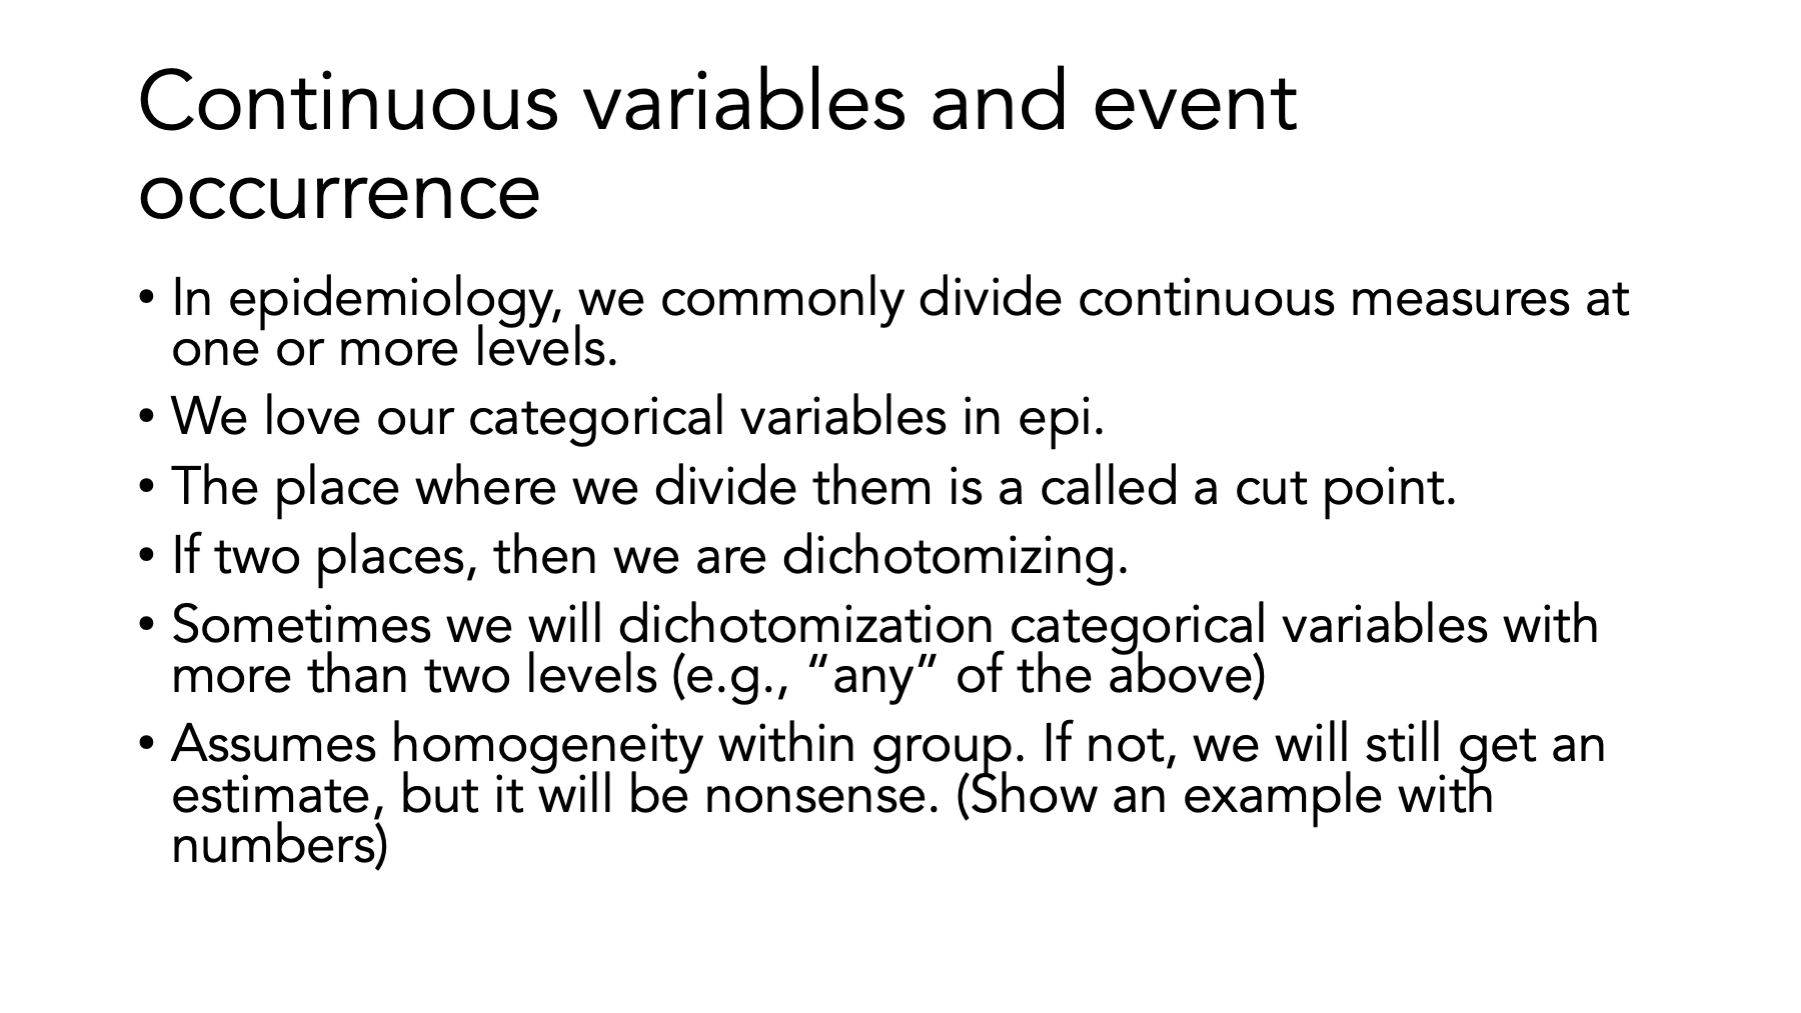 Continuous variables and event
occurrence
• In epidemiology, we commonly divide continuous measures at
one or more levels.
• We love our categorical variables in epi.
• The place where we divide them is a called a cut point.
• If two places, then we are dichotomizing.
• Sometimes we will dichotomization categorical variables with
more than two levels (e.g., “any” of the above)
• Assumes homogeneity within group. If not, we will still get an
estimate, but it will be nonsense. (Show an example with
numbers)